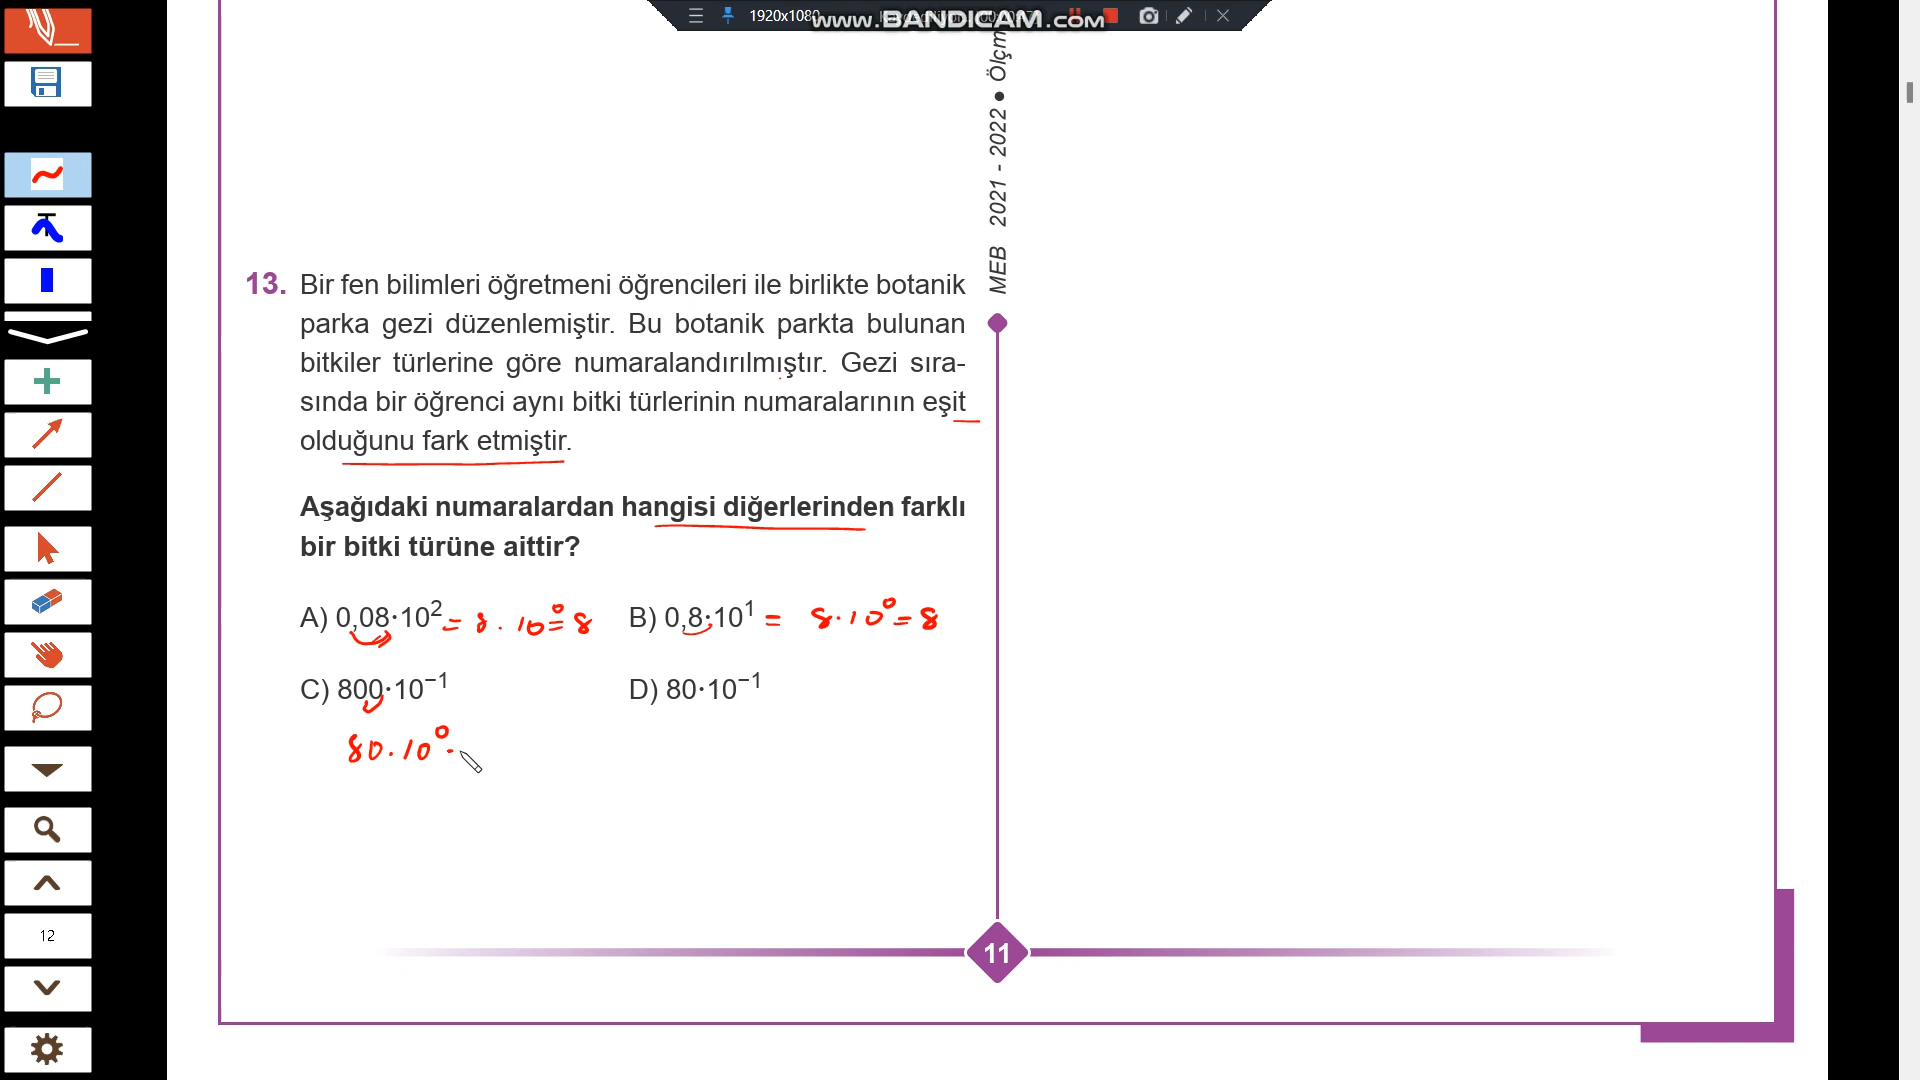 1920x1080
www.BANDICAM.com
MEB 2021 - 2022 • Ölçm
13. Bir fen bilimleri öğretmeni öğrencileri ile birlikte botanik
parka gezi düzenlemiştir. Bu botanik parkta bulunan
bitkiler türlerine göre numaralandırılmıştır. Gezi sıra-
sında bir öğrenci aynı bitki türlerinin numaralarının eşit
olduğunu fark etmiştir.
Aşağıdaki numaralardan hangisi diğerlerinden farklı
bir bitki türüne aittir?
A) 0,08·10² = 8.10⁰ = 8 B) 0,8·10¹ = 8.10⁰ = 8
C) 800·10⁻¹ D) 80·10⁻¹
80.10⁰
12
11